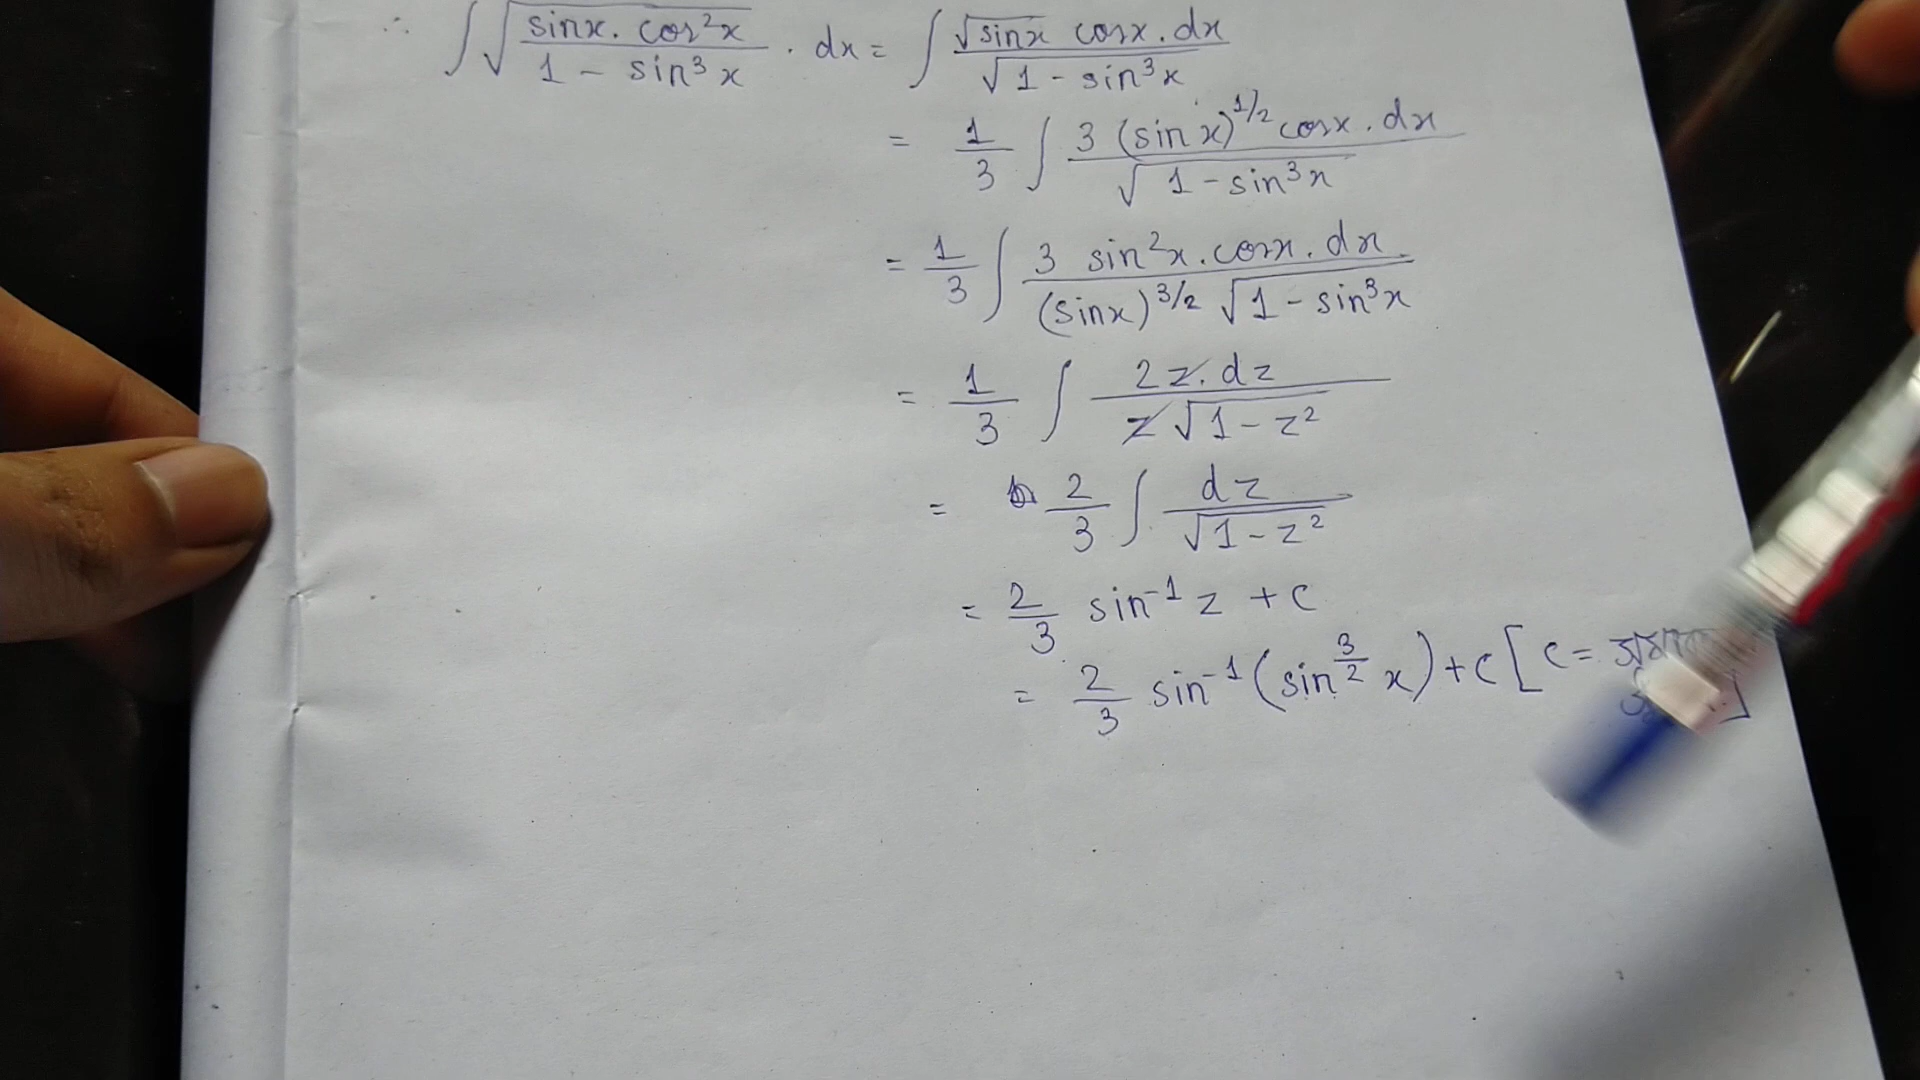 ∴ ∫ √(sinx. cos²x / 1 - sin³x) . dx = ∫ √sinx cosx. dx / √1 - sin³x
= 1/3 ∫ 3 (sin x)^1/2 cosx. dx / √1 - sin³x
= 1/3 ∫ 3 sin²x. cosx. dx / (sinx)^3/2 √1 - sin³x
= 1/3 ∫ 2z. dz / z√1 - z²
= 2/3 ∫ dz / √1 - z²
= 2/3 sin⁻¹ z + c
= 2/3 sin⁻¹ (sin^3/2 x) + c [c =